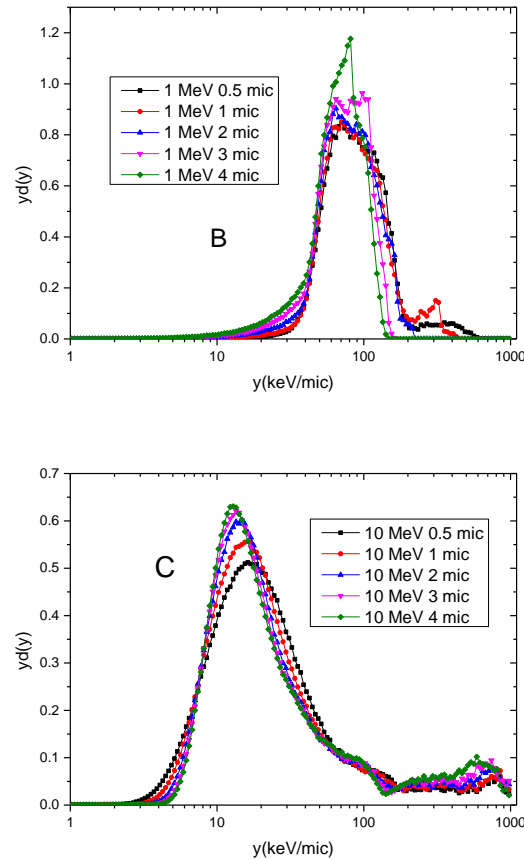 1.2
1.0
0.8
0.6
0.4
0.2
0.0
yd(y)
1 MeV 0.5 mic
1 MeV 1 mic
1 MeV 2 mic
1 MeV 3 mic
1 MeV 4 mic
B
1 10 100 1000
y(keV/mic)
0.7
0.6
0.5
0.4
0.3
0.2
0.1
0.0
yd(y)
10 MeV 0.5 mic
10 MeV 1 mic
10 MeV 2 mic
10 MeV 3 mic
10 MeV 4 mic
C
1 10 100 1000
y(keV/mic)